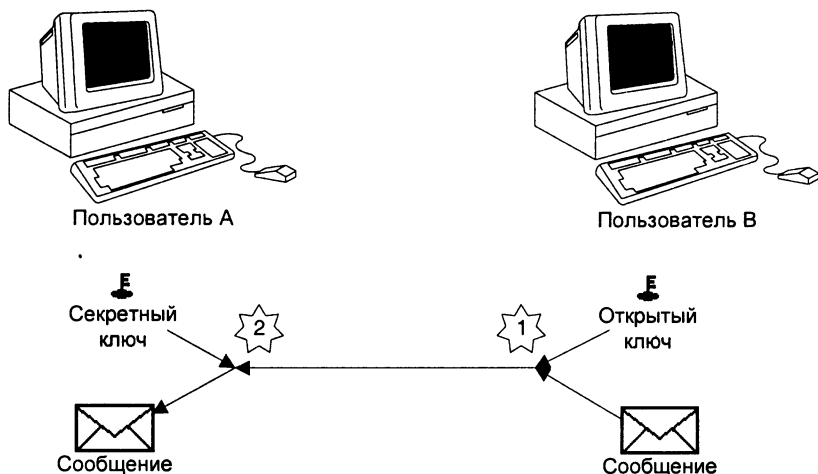 Пользователь A
Пользователь B
Секретный
ключ
2
1
Открытый
ключ
Сообщение
Сообщение